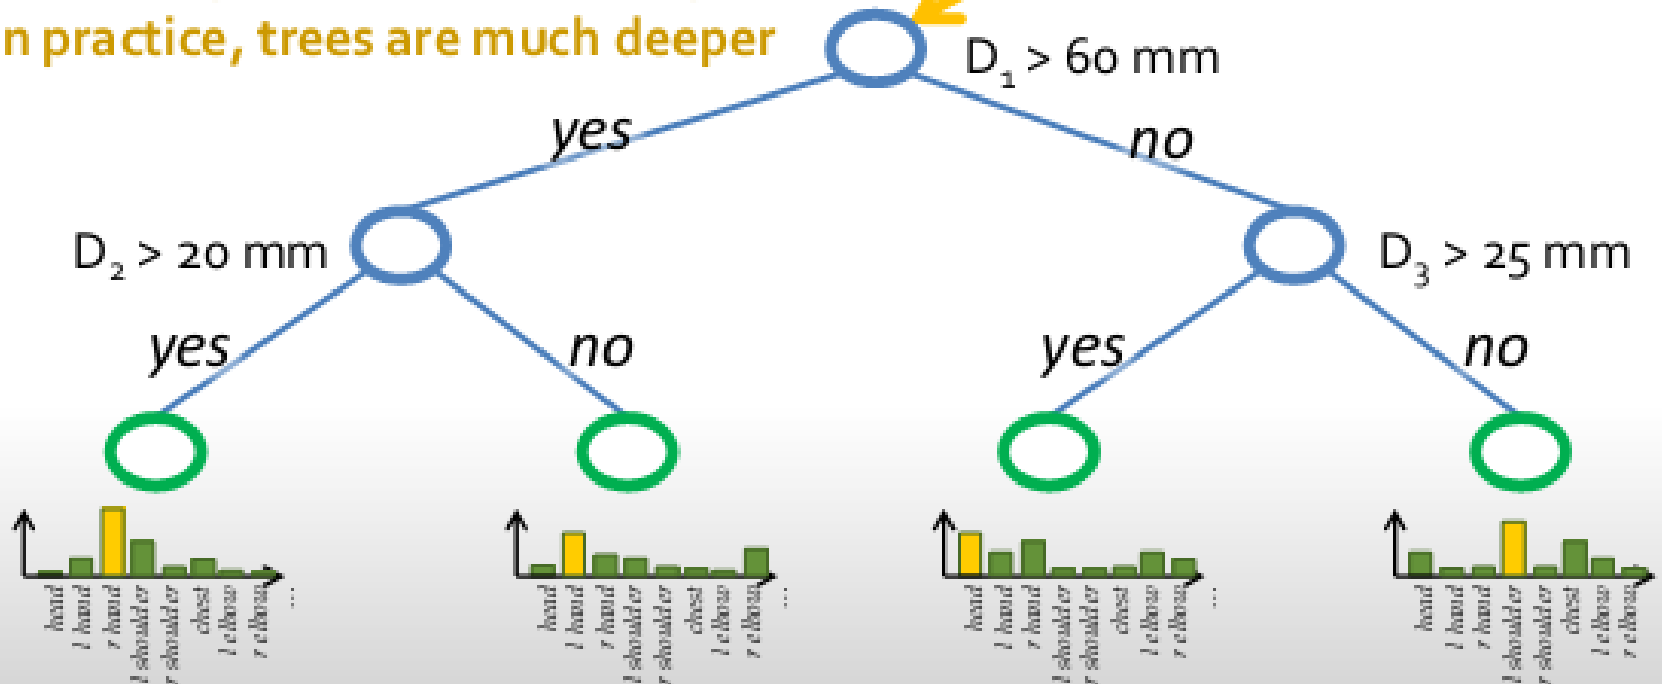 n practice, trees are much deeper
D₁ > 60 mm
yes
no
D₂ > 20 mm
D₃ > 25 mm
yes
no
yes
no
head
l hand
r hand
l shoulder
r shoulder
chest
l elbow
r elbow
...
head
l hand
r hand
l shoulder
r shoulder
chest
l elbow
r elbow
...
head
l hand
r hand
l shoulder
r shoulder
chest
l elbow
r elbow
...
head
l hand
r hand
l shoulder
r shoulder
chest
l elbow
r elbow